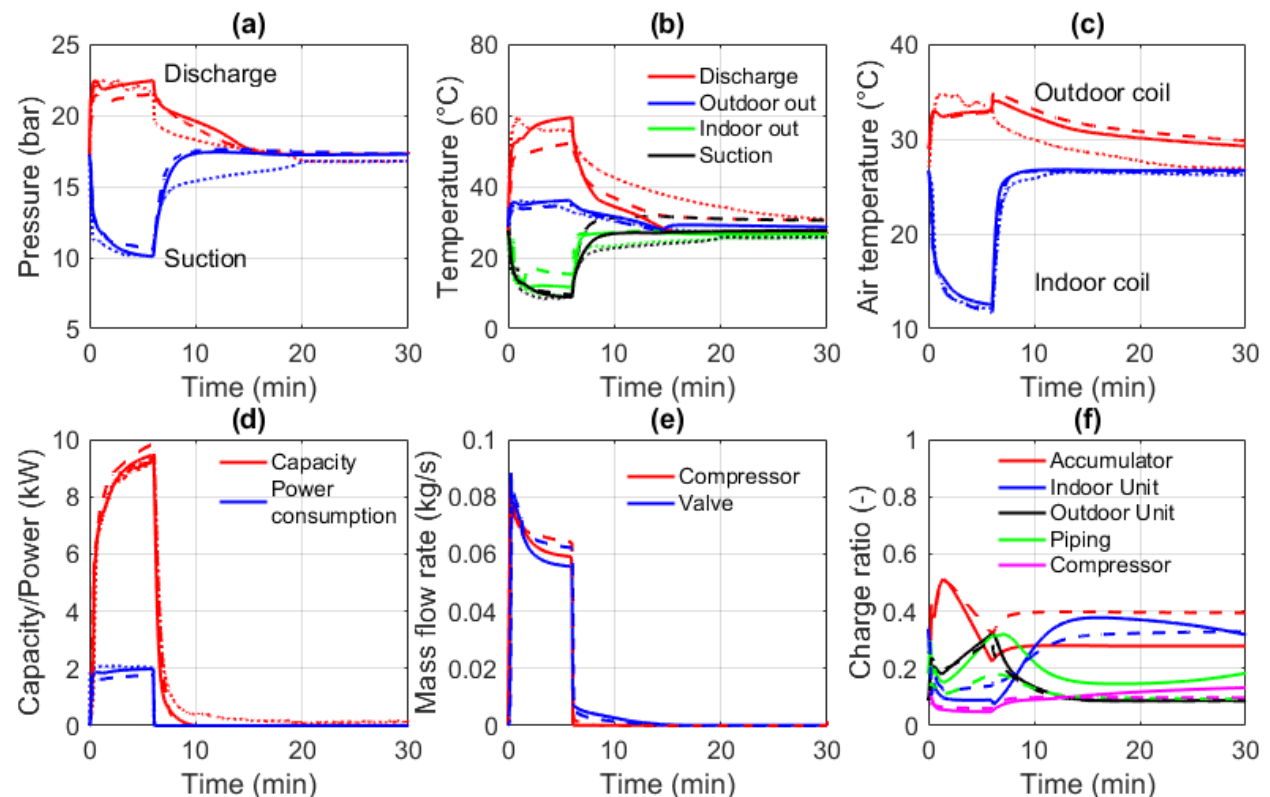 (a)
25
20
15
10
5
Pressure (bar)
Discharge
Suction
0
10
20
30
Time (min)
(b)
80
60
40
20
0
Temperature (°C)
Discharge
Outdoor out
Indoor out
Suction
0
10
20
30
Time (min)
(c)
40
30
20
10
Air temperature (°C)
Outdoor coil
Indoor coil
0
10
20
30
Time (min)
(d)
10
8
6
4
2
0
Capacity/Power (kW)
Capacity
Power
consumption
0
10
20
30
Time (min)
(e)
0.1
0.08
0.06
0.04
0.02
0
Mass flow rate (kg/s)
Compressor
Valve
0
10
20
30
Time (min)
(f)
1
0.8
0.6
0.4
0.2
0
Charge ratio (-)
Accumulator
Indoor Unit
Outdoor Unit
Piping
Compressor
0
10
20
30
Time (min)